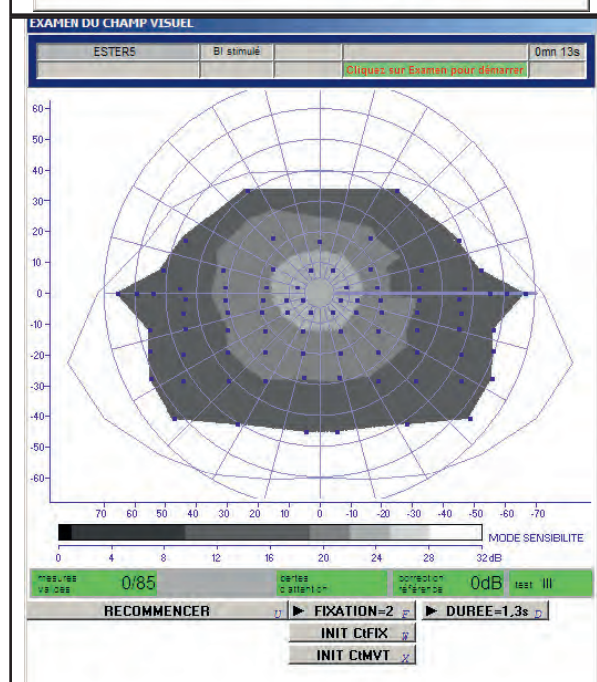 EXAMEN DU CHAMP VISUEL
ESTER5 BI stimulé 0mn 13s
Cliquez sur Examen pour démarrer
60
50
40
30
20
10
0
-10
-20
-30
-40
-50
-60
70 60 50 40 30 20 10 0 -10 -20 -30 -40 -50 -60 -70
MODE SENSIBILITE
0 4 8 12 16 20 24 28 32dB
mesures valides 0/85 pertes d'attention correction référence 0dB test III
RECOMMENCER U ► FIXATION=2 F ► DUREE=1,3s D
INIT CtFIX
INIT CtMVT X